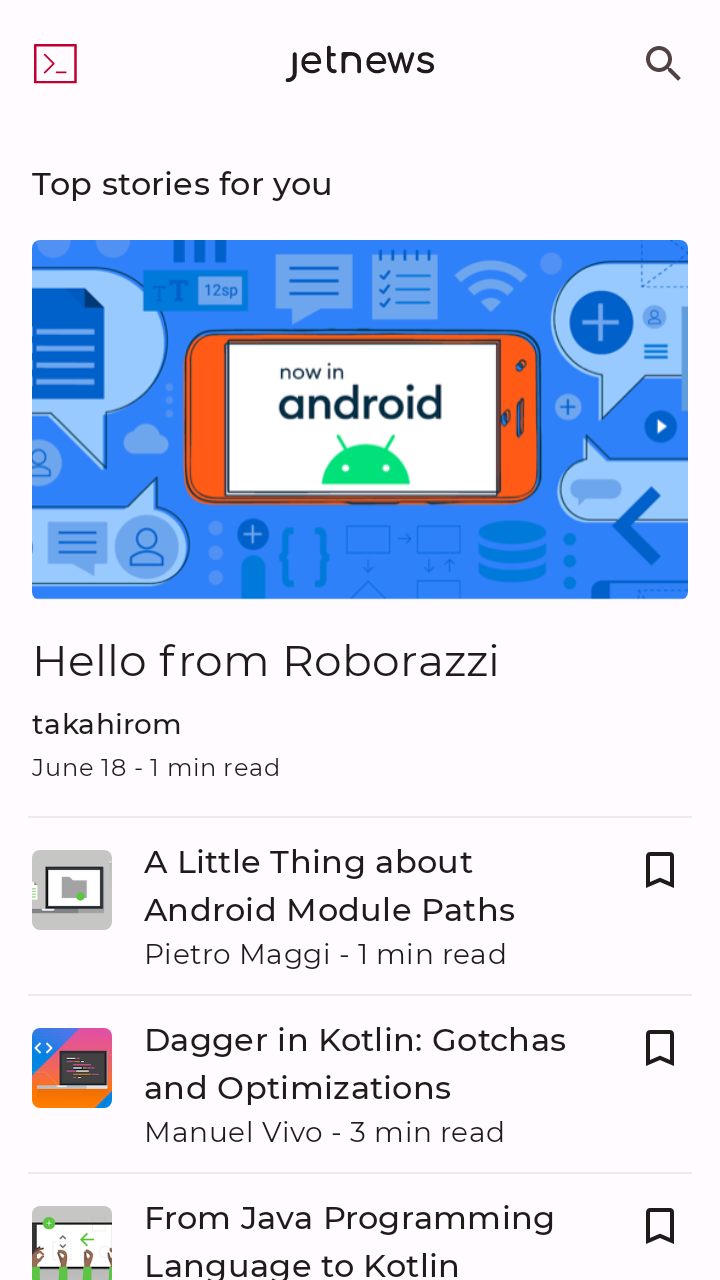 jetnews
Top stories for you
TT 12sp
now in
android
Hello from Roborazzi
takahirom
June 18 - 1 min read
A Little Thing about
Android Module Paths
Pietro Maggi - 1 min read
Dagger in Kotlin: Gotchas
and Optimizations
Manuel Vivo - 3 min read
From Java Programming
Language to Kotlin